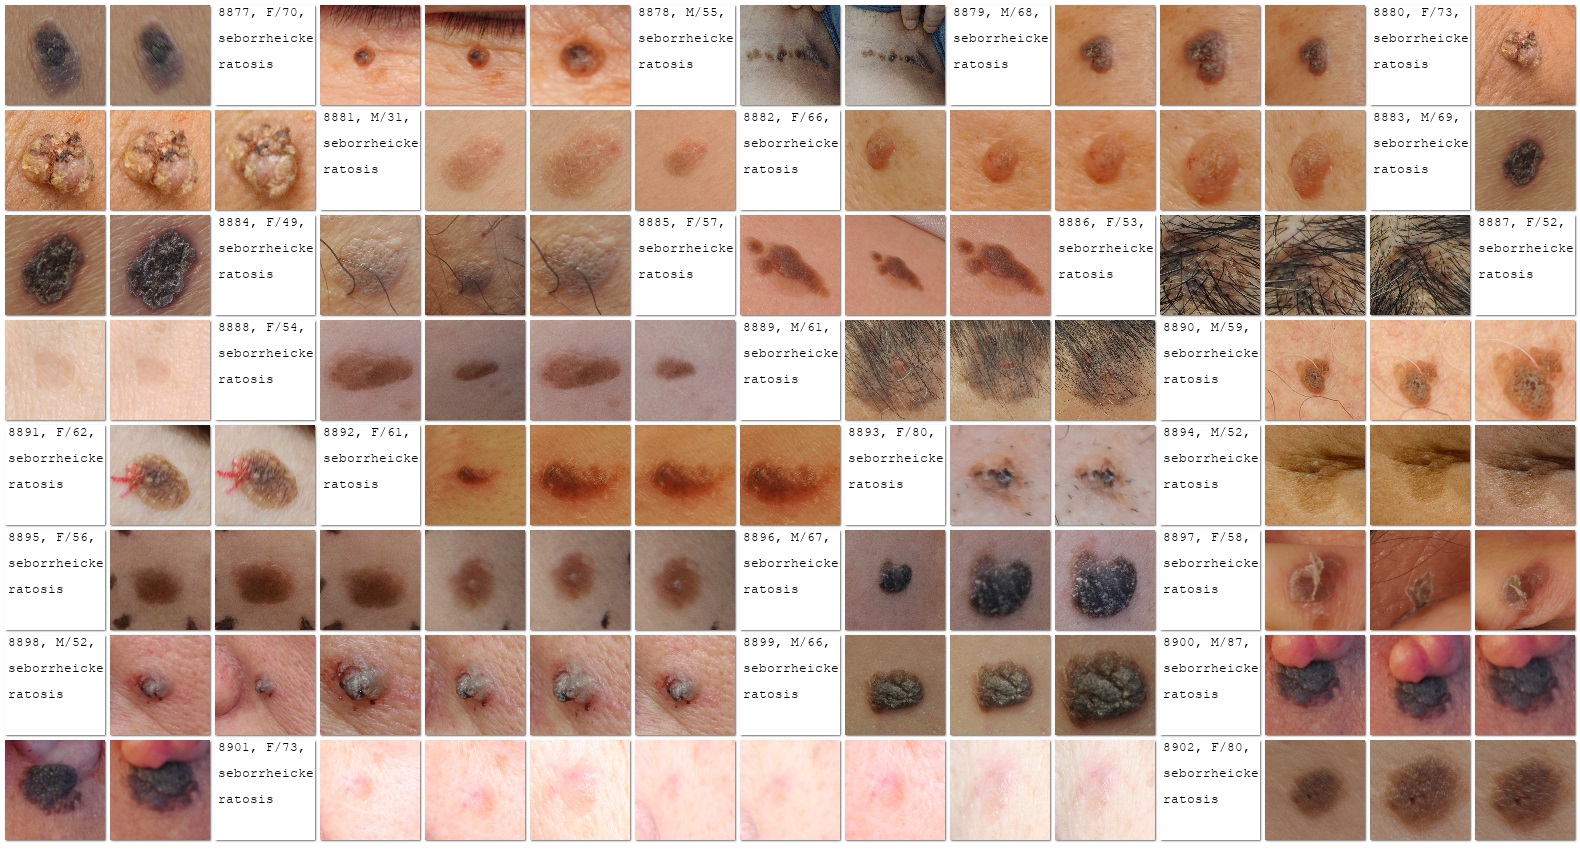 8877, F/70,
seborrheicke
ratosis
8878, M/55,
seborrheicke
ratosis
8879, M/68,
seborrheicke
ratosis
8880, F/73,
seborrheicke
ratosis
8881, M/31,
seborrheicke
ratosis
8882, F/66,
seborrheicke
ratosis
8883, M/69,
seborrheicke
ratosis
8884, F/49,
seborrheicke
ratosis
8885, F/57,
seborrheicke
ratosis
8886, F/53,
seborrheicke
ratosis
8887, F/52,
seborrheicke
ratosis
8888, F/54,
seborrheicke
ratosis
8889, M/61,
seborrheicke
ratosis
8890, M/59,
seborrheicke
ratosis
8891, F/62,
seborrheicke
ratosis
8892, F/61,
seborrheicke
ratosis
8893, F/80,
seborrheicke
ratosis
8894, M/52,
seborrheicke
ratosis
8895, F/56,
seborrheicke
ratosis
8896, M/67,
seborrheicke
ratosis
8897, F/58,
seborrheicke
ratosis
8898, M/52,
seborrheicke
ratosis
8899, M/66,
seborrheicke
ratosis
8900, M/87,
seborrheicke
ratosis
8901, F/73,
seborrheicke
ratosis
8902, F/80,
seborrheicke
ratosis